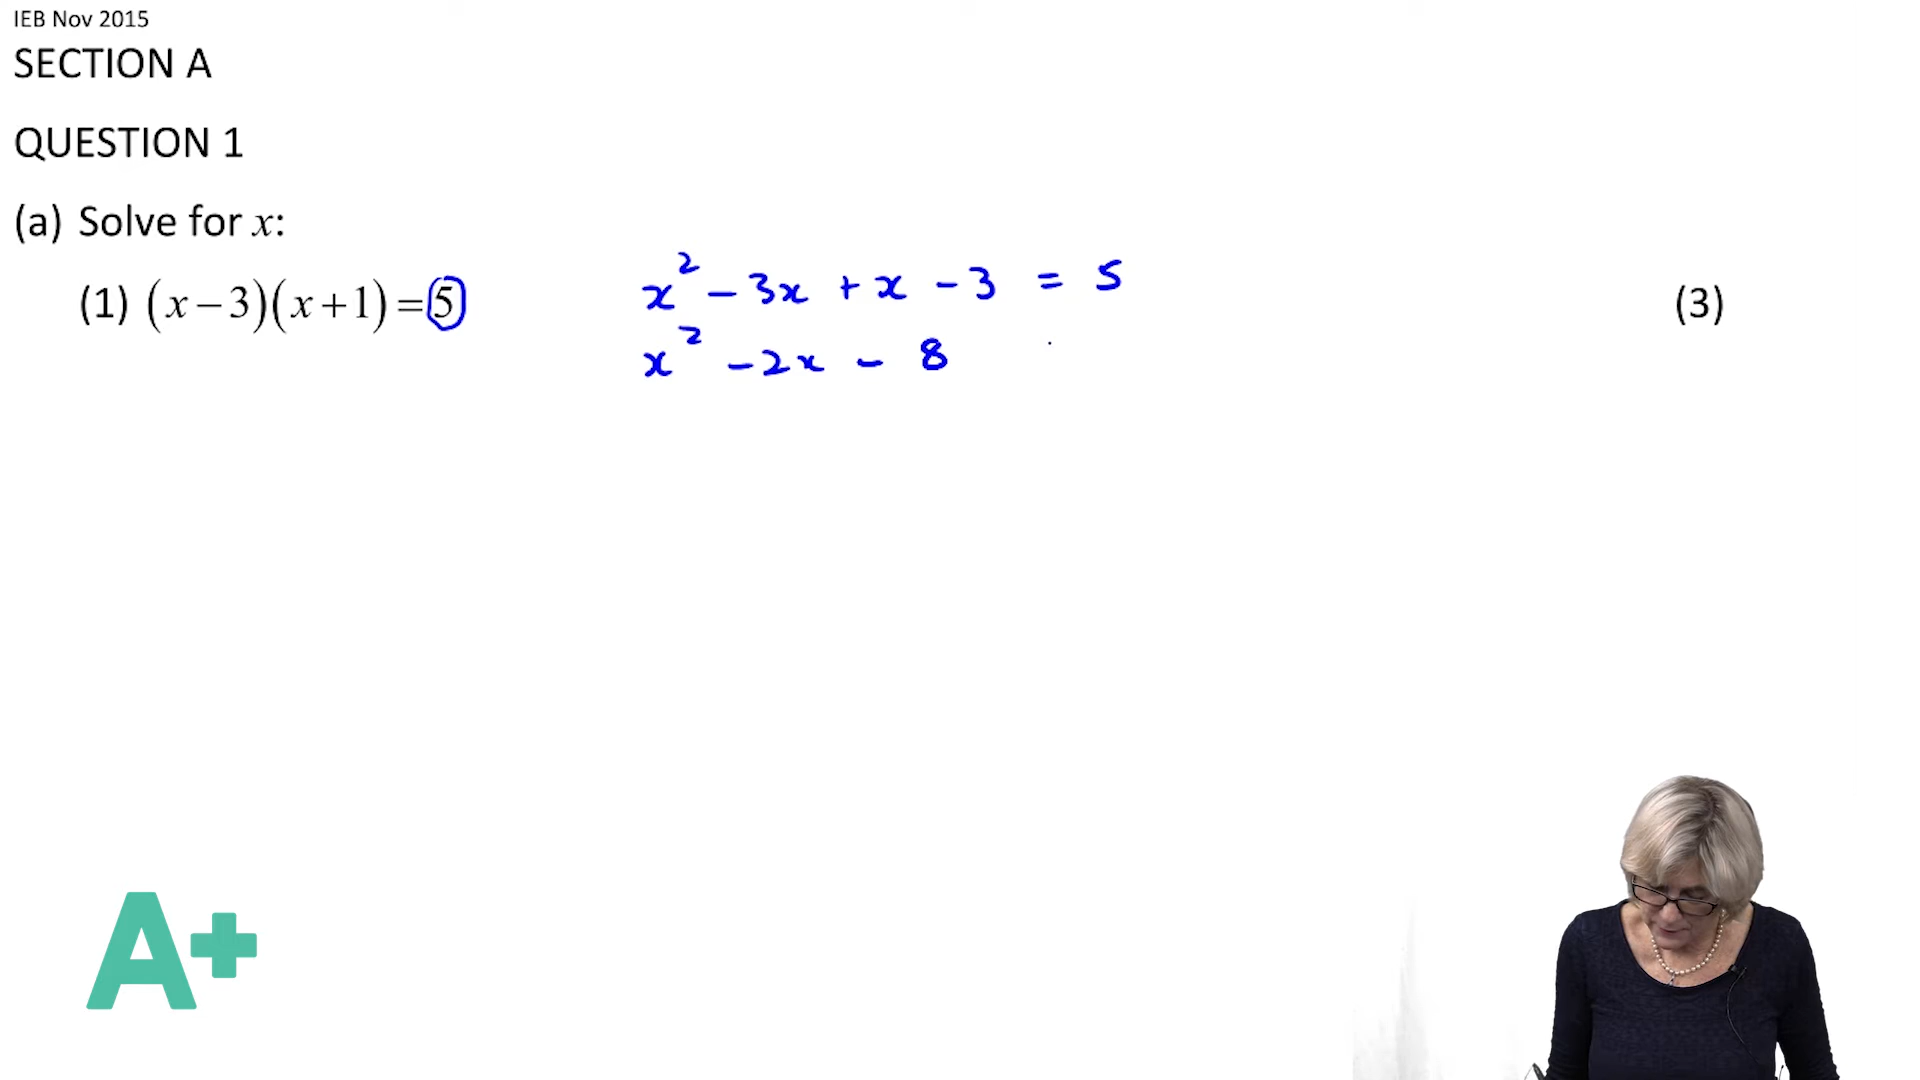 IEB Nov 2015
SECTION A
QUESTION 1
(a) Solve for x:
(1) (x−3)(x+1)=5
x² − 3x + x − 3 = 5
(3)
x² − 2x − 8
A+